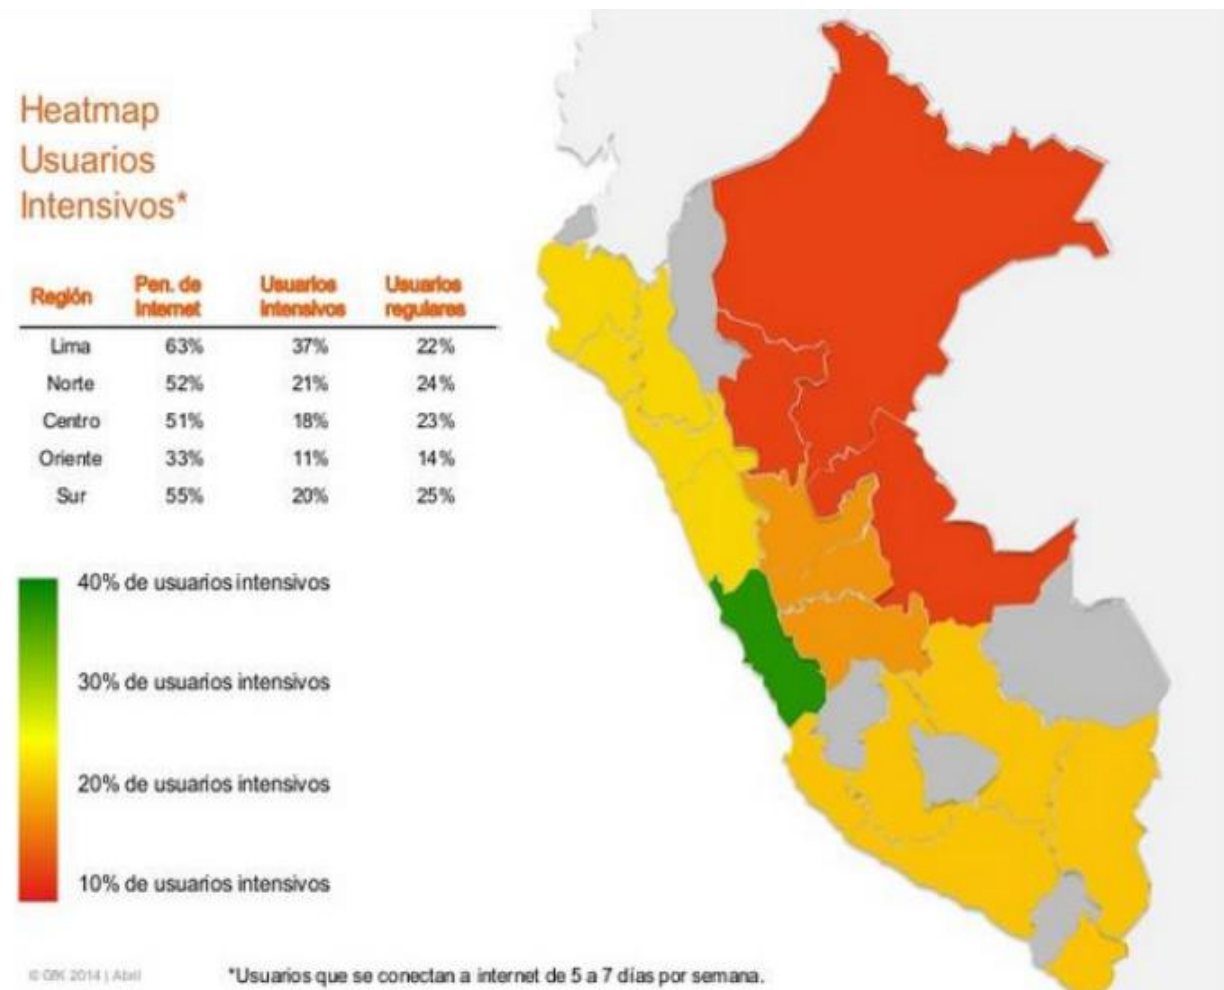 Heatmap
Usuarios
Intensivos*
Región Pen. de Internet Usuarios Intensivos Usuarios regulares
Lima 63% 37% 22%
Norte 52% 21% 24%
Centro 51% 18% 23%
Oriente 33% 11% 14%
Sur 55% 20% 25%
40% de usuarios intensivos
30% de usuarios intensivos
20% de usuarios intensivos
10% de usuarios intensivos
© GfK 2014 | Abril
*Usuarios que se conectan a internet de 5 a 7 días por semana.